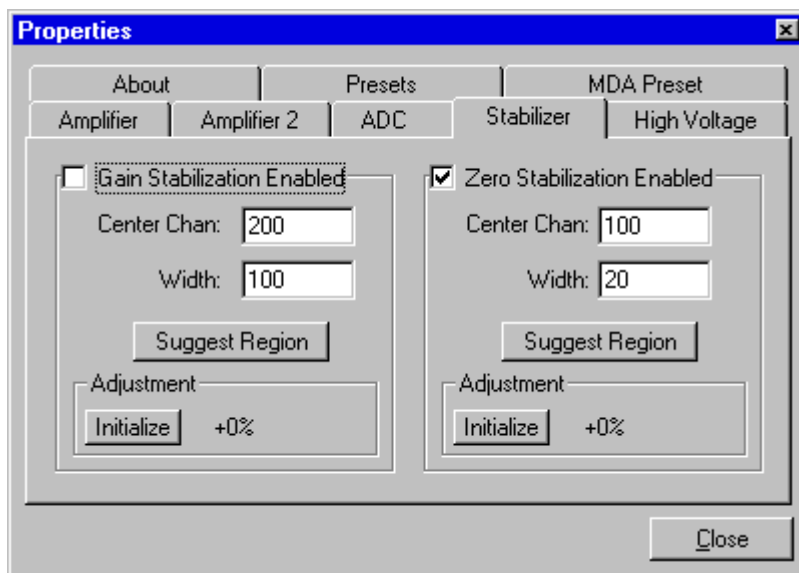 Properties
About Presets MDA Preset
Amplifier Amplifier 2 ADC Stabilizer High Voltage
Gain Stabilization Enabled
Center Chan: 200
Width: 100
Suggest Region
Adjustment
Initialize +0%
Zero Stabilization Enabled
Center Chan: 100
Width: 20
Suggest Region
Adjustment
Initialize +0%
Close